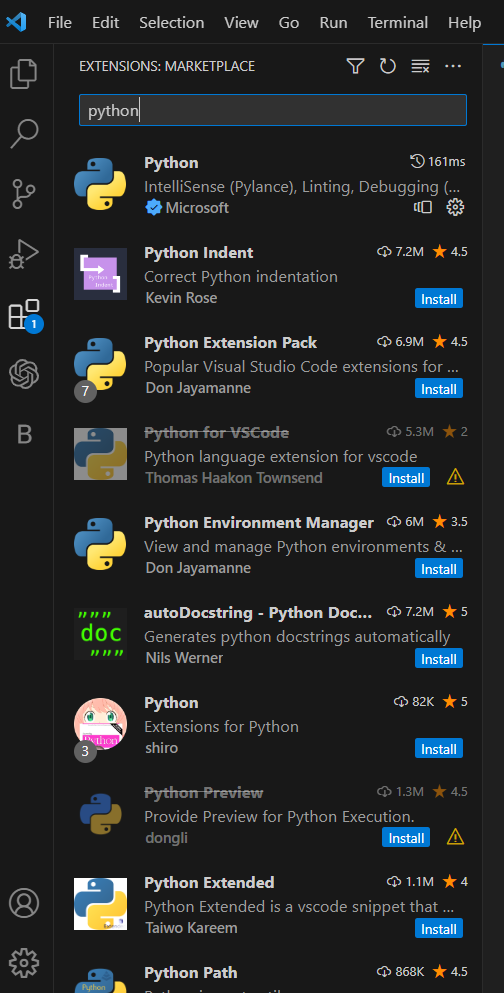 File Edit Selection View Go Run Terminal Help
EXTENSIONS: MARKETPLACE
python
Python 161ms
IntelliSense (Pylance), Linting, Debugging (...
Microsoft
Python Indent 7.2M 4.5
Correct Python indentation
Kevin Rose Install
1
Python Extension Pack 6.9M 4.5
Popular Visual Studio Code extensions for ...
7 Don Jayamanne Install
B
Python for VSCode 5.3M 2
Python language extension for vscode
Thomas Haakon Townsend Install
Python Environment Manager 6M 3.5
View and manage Python environments & ...
Don Jayamanne Install
""" doc """
autoDocstring - Python Doc... 7.2M 5
Generates python docstrings automatically
Nils Werner Install
Python 82K 5
Extensions for Python
Python
3 shiro Install
Python Preview 1.3M 4.5
Provide Preview for Python Execution.
dongli Install
Python Extended 1.1M 4
Python Extended is a vscode snippet that ...
Taiwo Kareem Install
Python Path 868K 4.5